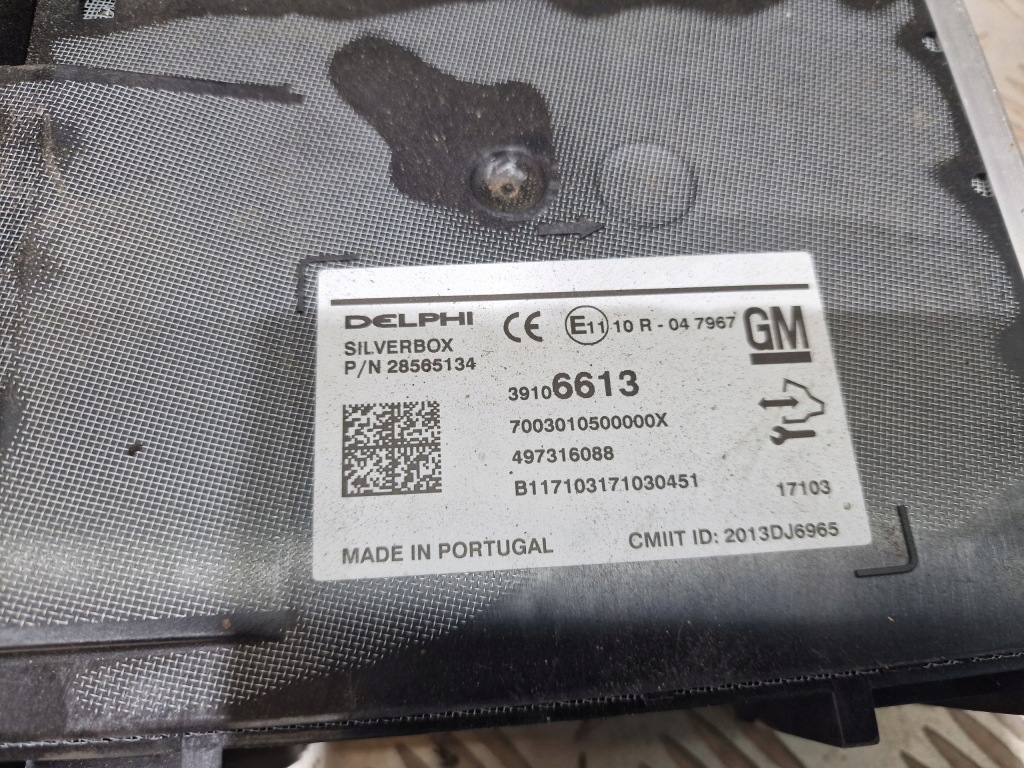 DELPHI CE E11 10 R - 04 7967 GM
SILVERBOX
P/N 28565134
39106613
7003010500000X
497316088
B117103171030451 17103
MADE IN PORTUGAL CMIIT ID: 2013DJ6965